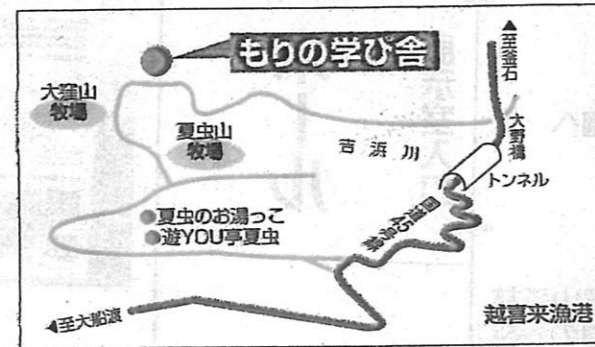 もりの学び舎
▲至釜石
大窪山
牧場
夏虫山
牧場
吉浜川
大野橋
トンネル
国道45号線
●夏虫のお湯っこ
●遊YOU亭夏虫
◀至大船渡
越喜来漁港